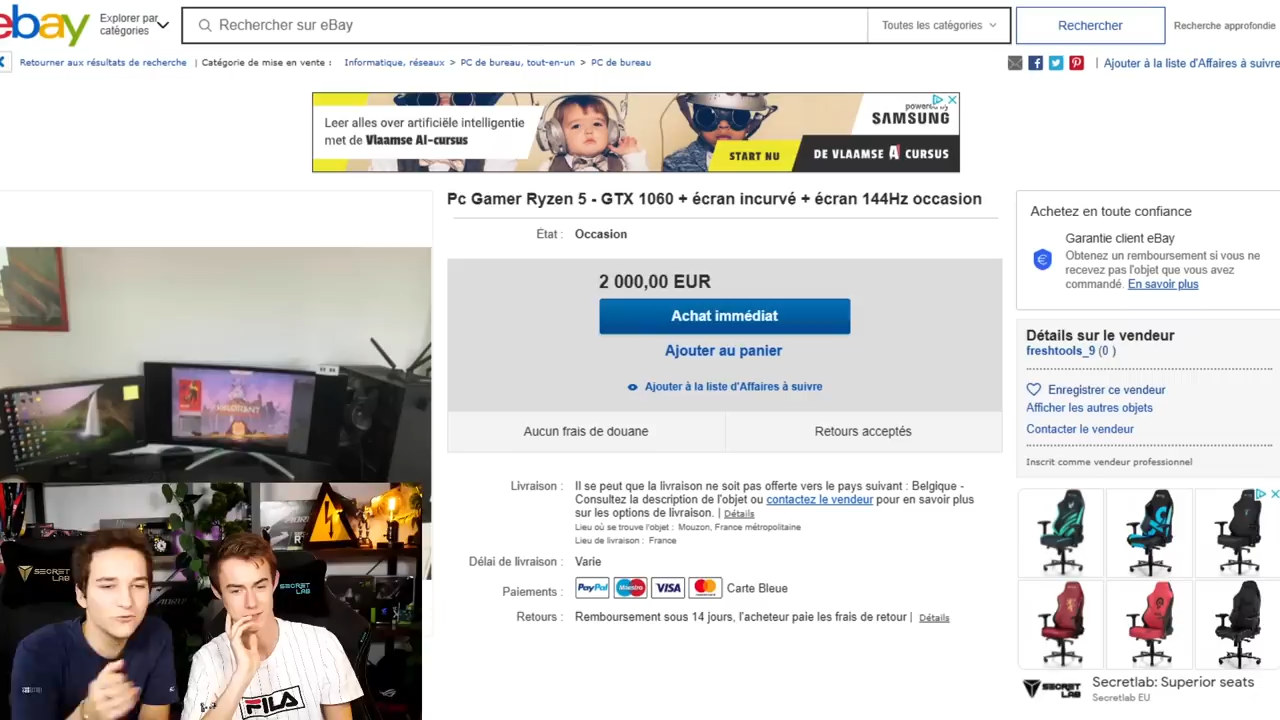 ebay
Explorer par
catégories
Rechercher sur eBay
Toutes les catégories
Rechercher
Recherche approfondie
Retourner aux résultats de recherche | Catégorie de mise en vente : Informatique, réseaux > PC de bureau, tout-en-un > PC de bureau
| Ajouter à la liste d'Affaires à suivre
Leer alles over artificiële intelligentie
met de Vlaamse AI-cursus
SAMSUNG
START NU
DE VLAAMSE AI CURSUS
Pc Gamer Ryzen 5 - GTX 1060 + écran incurvé + écran 144Hz occasion
État : Occasion
2 000,00 EUR
Achat immédiat
Ajouter au panier
Ajouter à la liste d'Affaires à suivre
Aucun frais de douane
Retours acceptés
Livraison : Il se peut que la livraison ne soit pas offerte vers le pays suivant : Belgique -
Consultez la description de l'objet ou contactez le vendeur pour en savoir plus
sur les options de livraison. | Détails
Lieu où se trouve l'objet : Mouzon, France métropolitaine
Lieu de livraison : France
Délai de livraison : Varie
Paiements : PayPal Maestro VISA MasterCard Carte Bleue
Retours : Remboursement sous 14 jours, l'acheteur paie les frais de retour | Détails
Achetez en toute confiance
Garantie client eBay
Obtenez un remboursement si vous ne
recevez pas l'objet que vous avez
commandé. En savoir plus
Détails sur le vendeur
freshtools_9 (0 )
Enregistrer ce vendeur
Afficher les autres objets
Contacter le vendeur
Inscrit comme vendeur professionnel
SECRETLAB
Secretlab: Superior seats
Secretlab EU
SECRET
LAB
SECRET
LAB
FILA